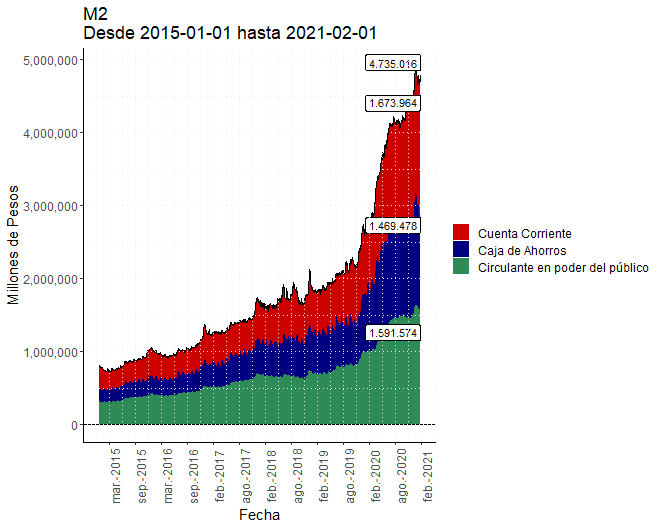 M2
Desde 2015-01-01 hasta 2021-02-01
Millones de Pesos
5,000,000
4,000,000
3,000,000
2,000,000
1,000,000
0
4.735.016
1.673.964
1.469.478
1.591.574
mar.-2015
sep.-2015
mar.-2016
sep.-2016
feb.-2017
ago.-2017
feb.-2018
ago.-2018
feb.-2019
ago.-2019
feb.-2020
ago.-2020
feb.-2021
Fecha
Cuenta Corriente
Caja de Ahorros
Circulante en poder del público